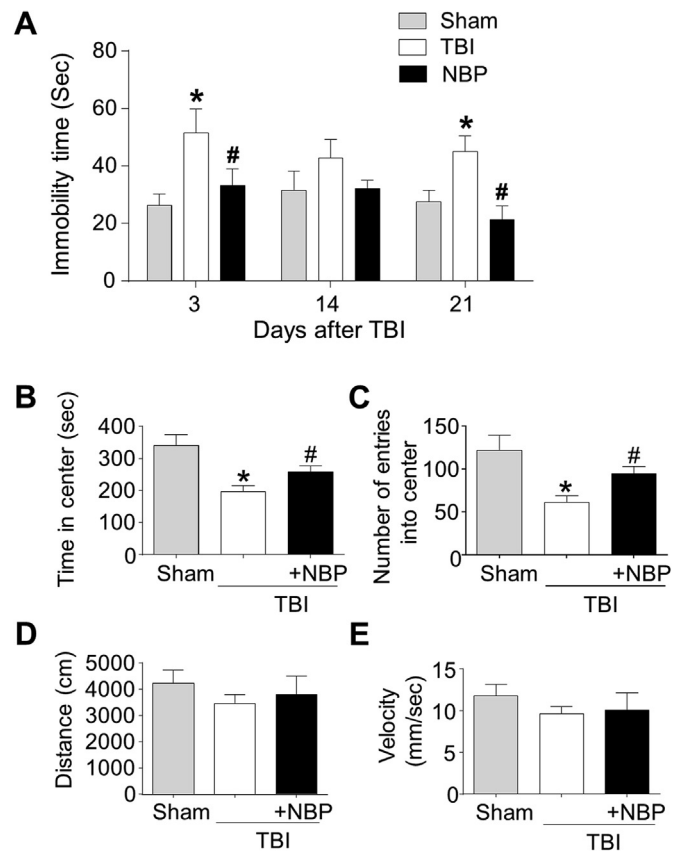 A
Sham
TBI
NBP
Immobility time (Sec)
80
60
40
20
0
*
#
*
#
3
14
21
Days after TBI
B
Time in center (sec)
400
300
200
100
0
*
#
Sham
+NBP
TBI
C
Number of entries
into center
150
100
50
0
*
#
Sham
+NBP
TBI
D
Distance (cm)
5000
4000
3000
2000
1000
0
Sham
+NBP
TBI
E
Velocity
(mm/sec)
15
10
5
0
Sham
+NBP
TBI